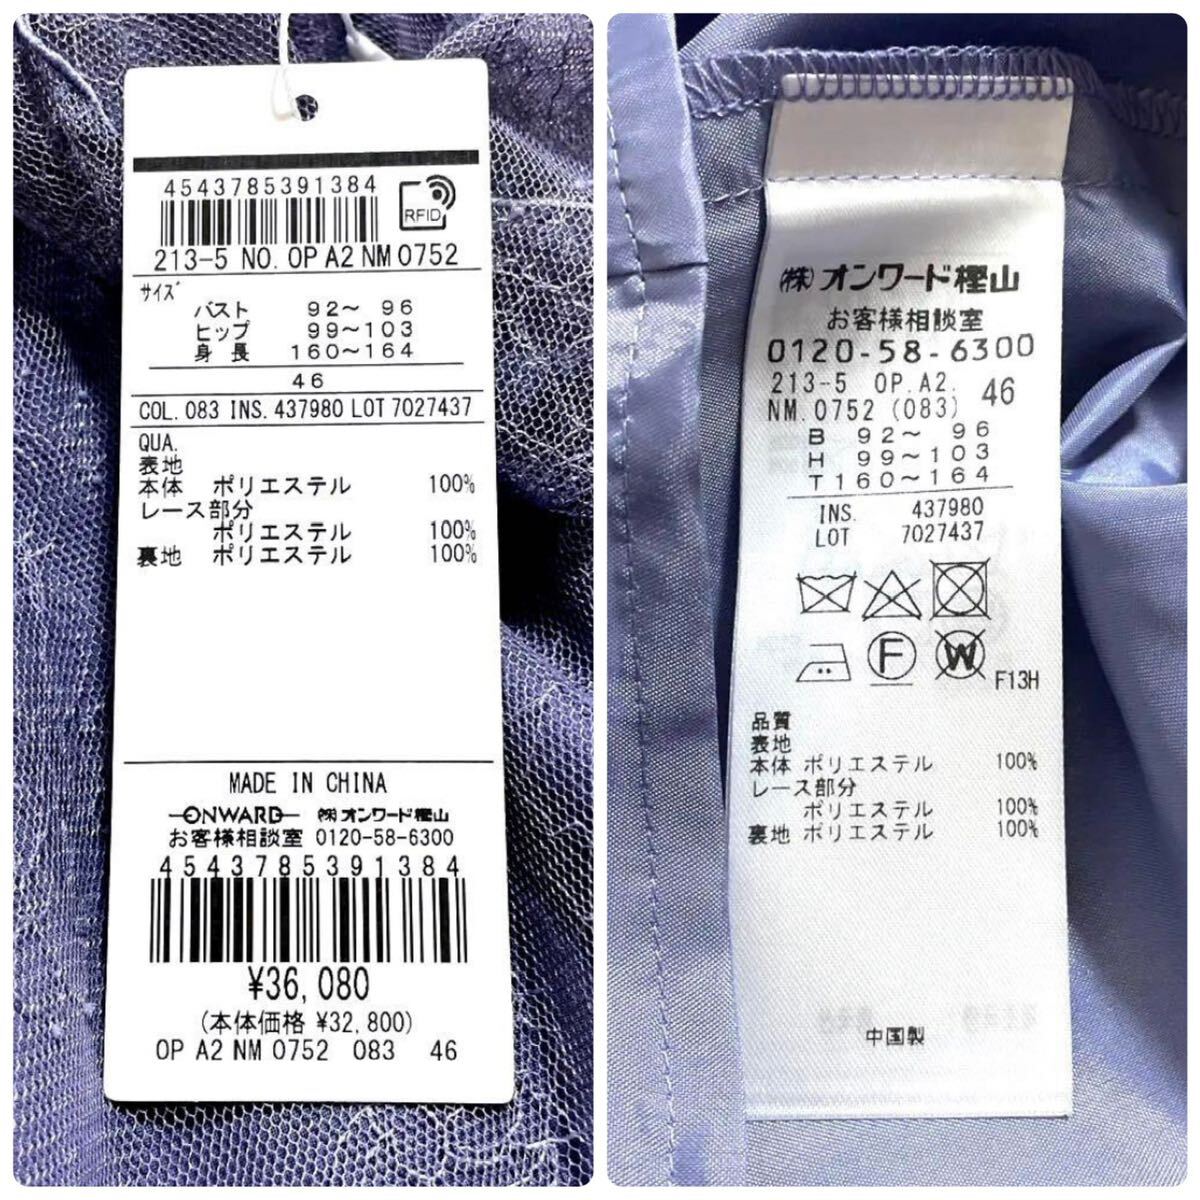 4543785391384
RFID
213-5 NO. OP A2 NM 0752
サイズ
バスト 92～ 96
ヒップ 99～103
身長 160～164
46
COL. 083 INS. 437980 LOT 7027437
QUA.
表地
本体 ポリエステル 100%
レース部分
ポリエステル 100%
裏地 ポリエステル 100%
MADE IN CHINA
ONWARD ㈱オンワード樫山
お客様相談室 0120-58-6300
4543785391384
¥36,080
(本体価格 ¥32,800)
OP A2 NM 0752 083 46
㈱オンワード樫山
お客様相談室
0120-58-6300
213-5 OP.A2.
NM.0752 (083) 46
B 92～ 96
H 99～103
T 160～164
INS. 437980
LOT 7027437
F W
F13H
品質
表地
本体 ポリエステル 100%
レース部分
ポリエステル 100%
裏地 ポリエステル 100%
中国製